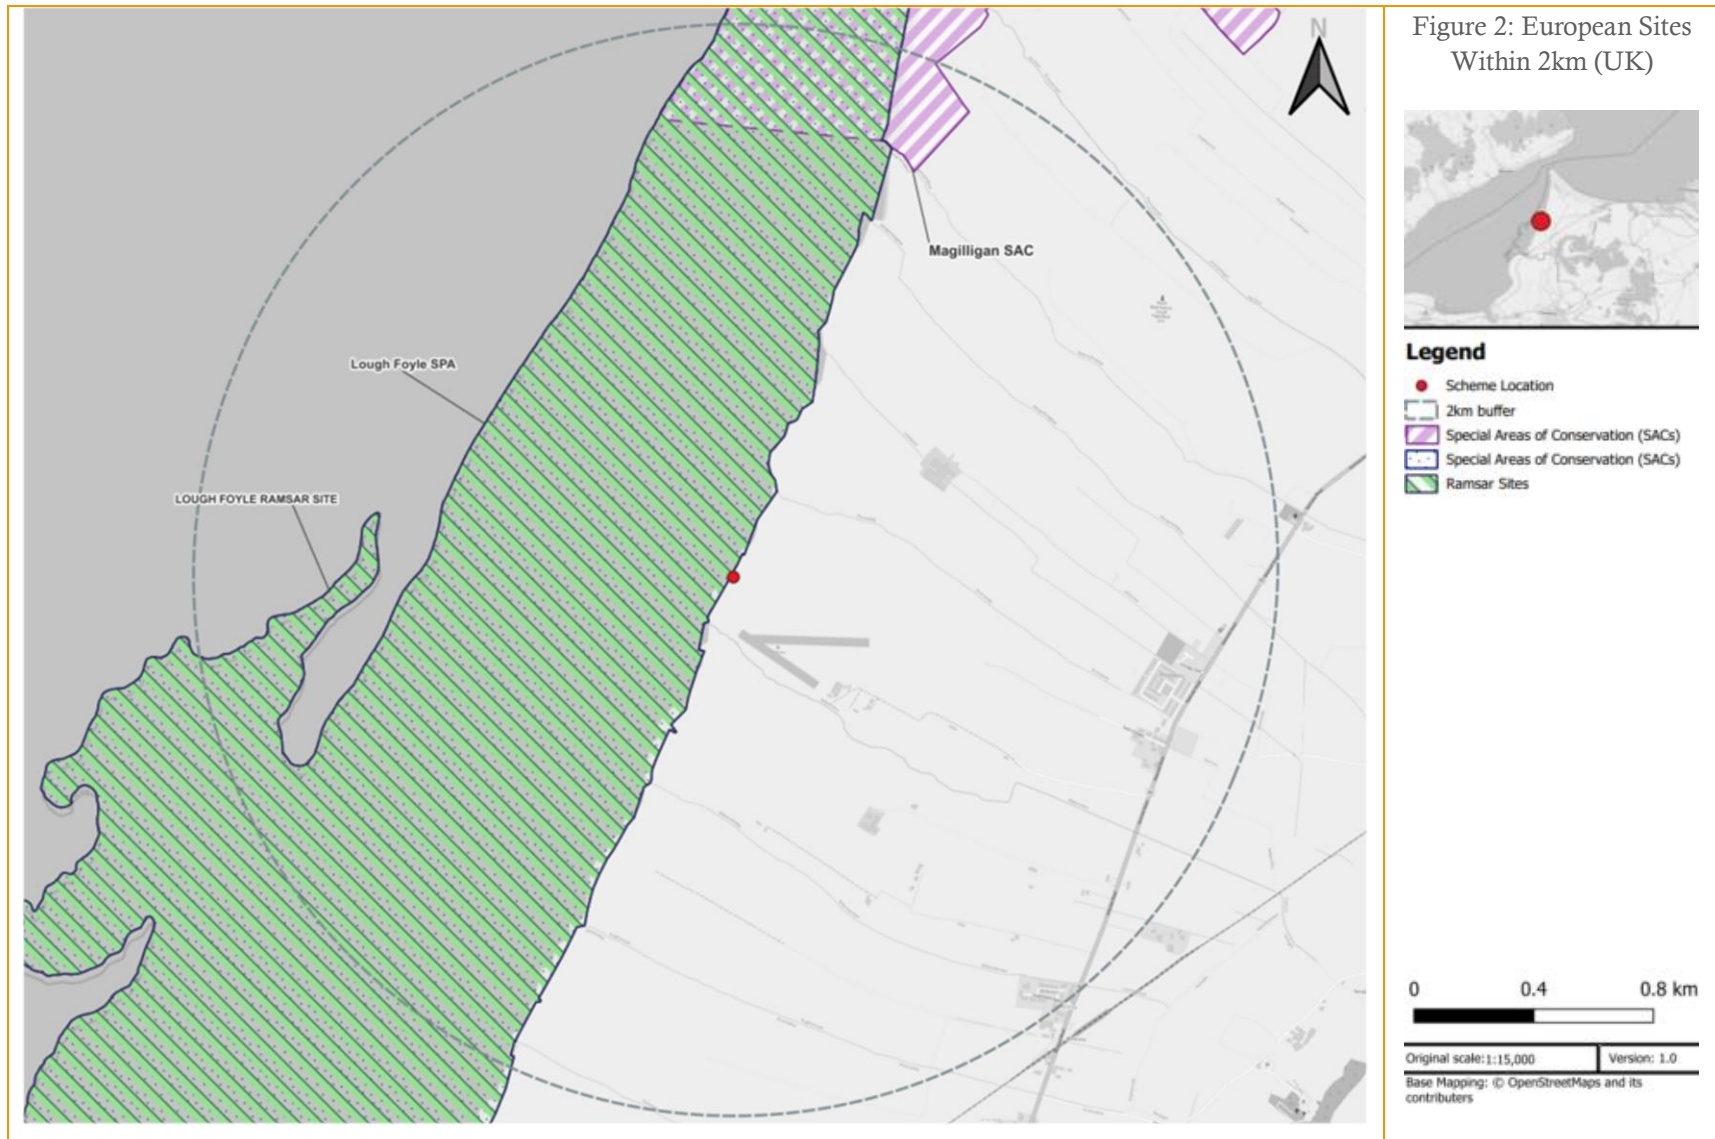 Figure 2: European Sites
Within 2km (UK)
N
Magilligan SAC
Lough Foyle SPA
LOUGH FOYLE RAMSAR SITE
Legend
Scheme Location
2km buffer
Special Areas of Conservation (SACs)
Special Areas of Conservation (SACs)
Ramsar Sites
0 0.4 0.8 km
Original scale:1:15,000 Version: 1.0
Base Mapping: © OpenStreetMaps and its
contributers